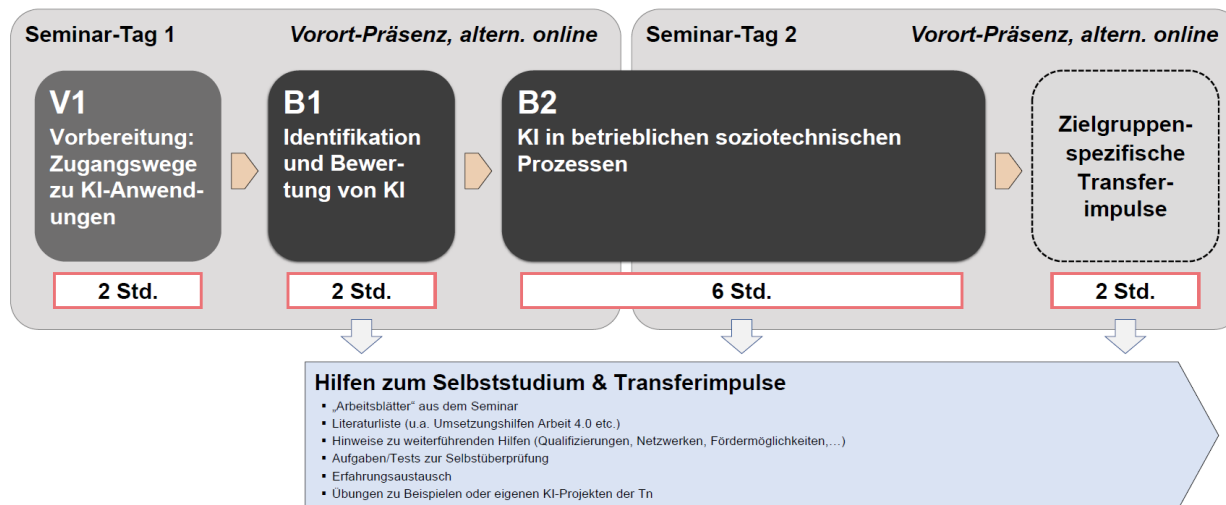 Seminar-Tag 1
Vorort-Präsenz, altern. online
Seminar-Tag 2
Vorort-Präsenz, altern. online
V1
Vorbereitung:
Zugangswege
zu KI-Anwend-
ungen
B1
Identifikation
und Bewer-
tung von KI
B2
KI in betrieblichen soziotechnischen
Prozessen
Zielgruppen-
spezifische
Transfer-
impulse
2 Std.
2 Std.
6 Std.
2 Std.
Hilfen zum Selbststudium & Transferimpulse
▪ „Arbeitsblätter" aus dem Seminar
▪ Literaturliste (u.a. Umsetzungshilfen Arbeit 4.0 etc.)
▪ Hinweise zu weiterführenden Hilfen (Qualifizierungen, Netzwerken, Fördermöglichkeiten,…)
▪ Aufgaben/Tests zur Selbstüberprüfung
▪ Erfahrungsaustausch
▪ Übungen zu Beispielen oder eigenen KI-Projekten der Tn